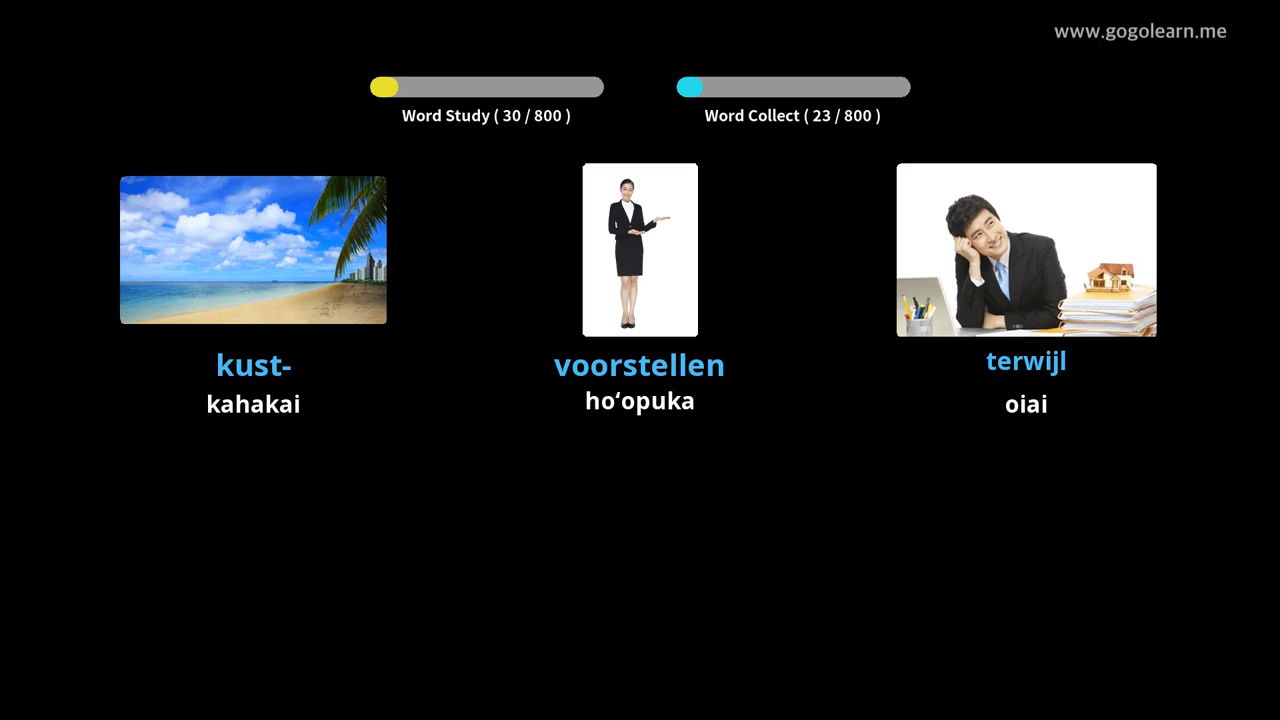 www.gogolearn.me
Word Study ( 30 / 800 )
Word Collect ( 23 / 800 )
kust-
voorstellen
terwijl
kahakai
hoʻopuka
oiai